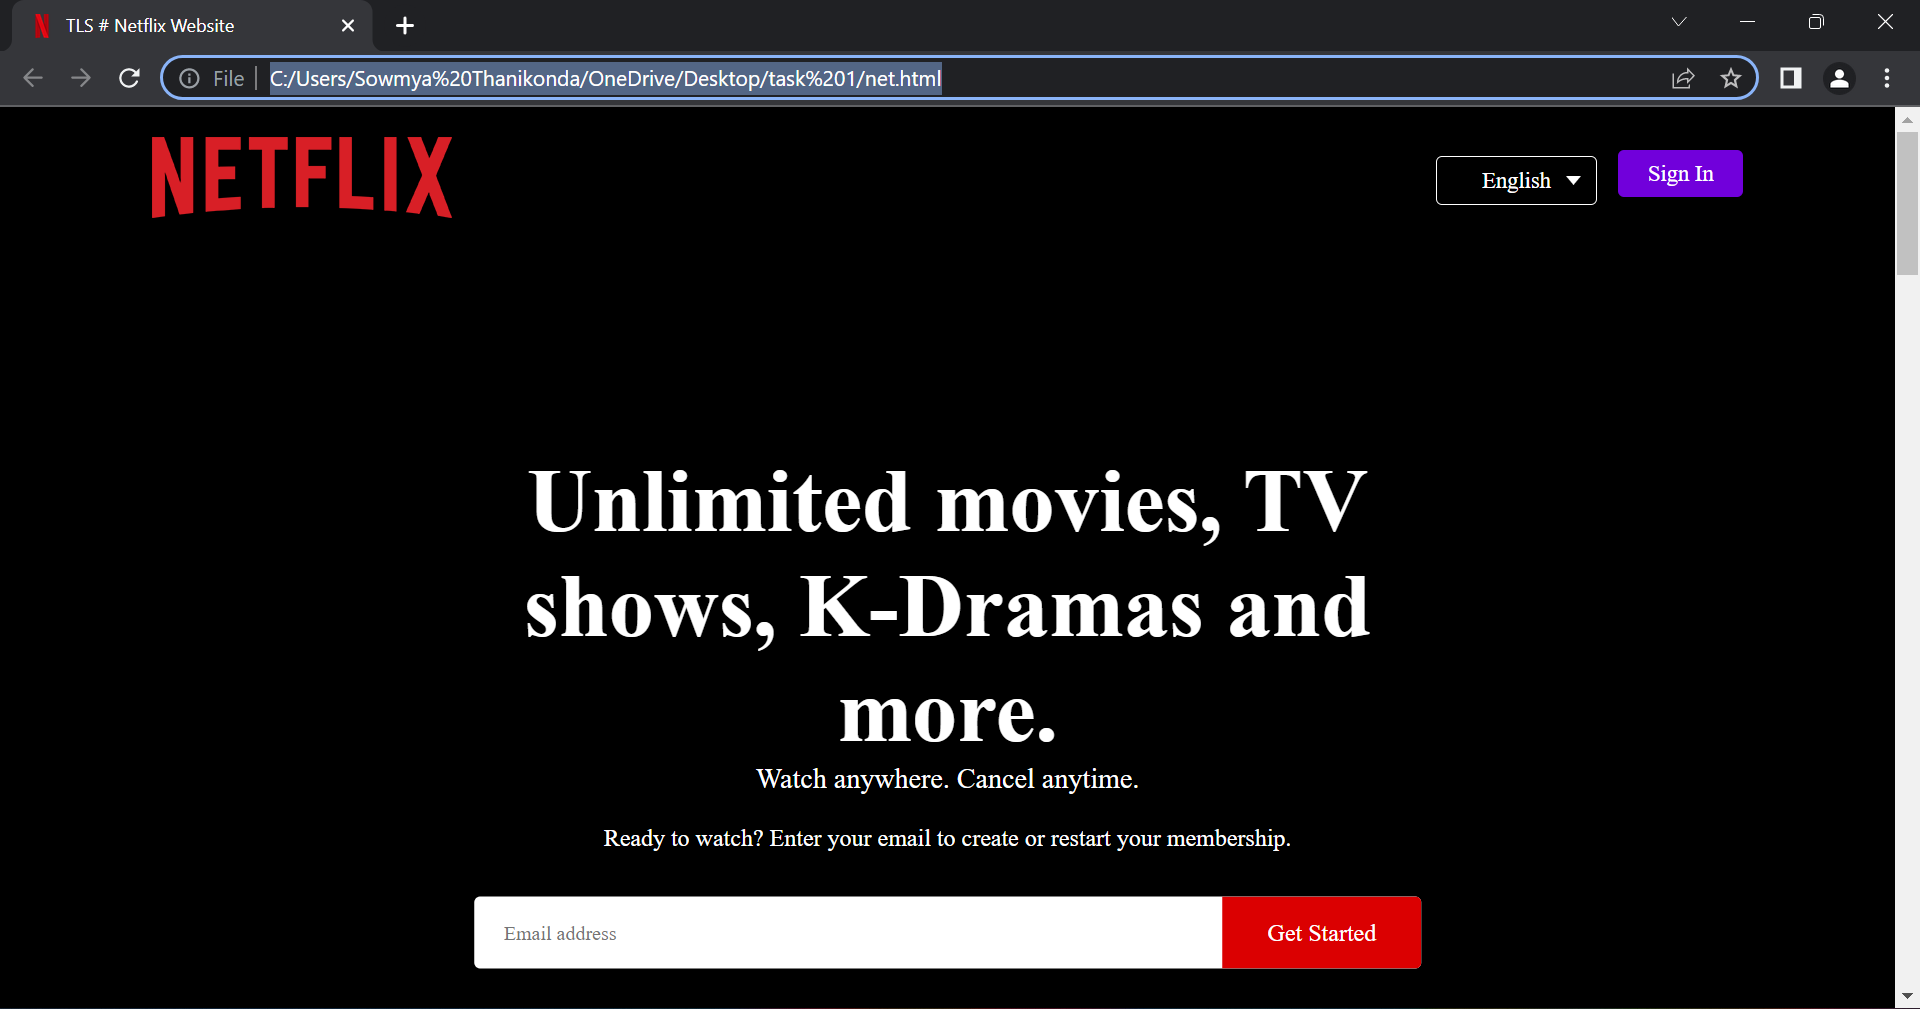 TLS # Netflix Website
File
C:/Users/Sowmya%20Thanikonda/OneDrive/Desktop/task%201/net.html
NETFLIX
English
Sign In
Unlimited movies, TV
shows, K-Dramas and
more.
Watch anywhere. Cancel anytime.
Ready to watch? Enter your email to create or restart your membership.
Email address
Get Started